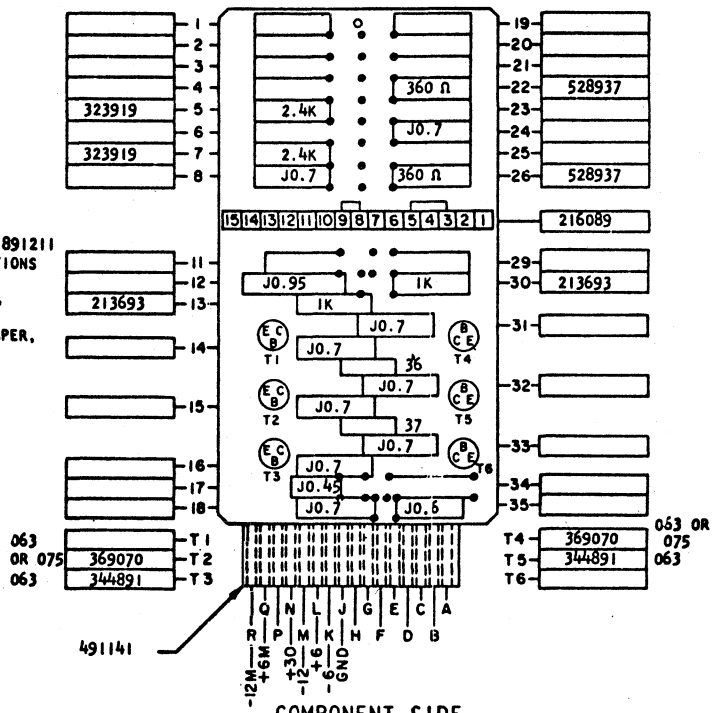 1 19
2 20
3 21
4 360 Ω 22 528937
323919 5 2.4K 23
6 J0.7 24
323919 7 2.4K 25
8 J0.7 360 Ω 26 528937
15 14 13 12 11 10 9 8 7 6 5 4 3 2 1 216089
891211
TIONS
11 29
12 J0.95 1K 30 213693
213693 13 1K
PER,
J0.7 31
E C B T1 B C E T4
14 J0.7
36
J0.7 32
E C B T2 B C E T5
15 J0.7
37
J0.7 33
E C B T3 B C E T6
16 J0.7
17 J0.45 34
18 J0.7 J0.6 35
063 T1 T4 369070 063 OR 075
OR 075 369070 T2 T5 344891 063
063 344891 T3 T6
491141
Q N L J G E C A
R P M K H F D B
-12M +6M +30 -12 +6 -6 GND
COMPONENT SIDE